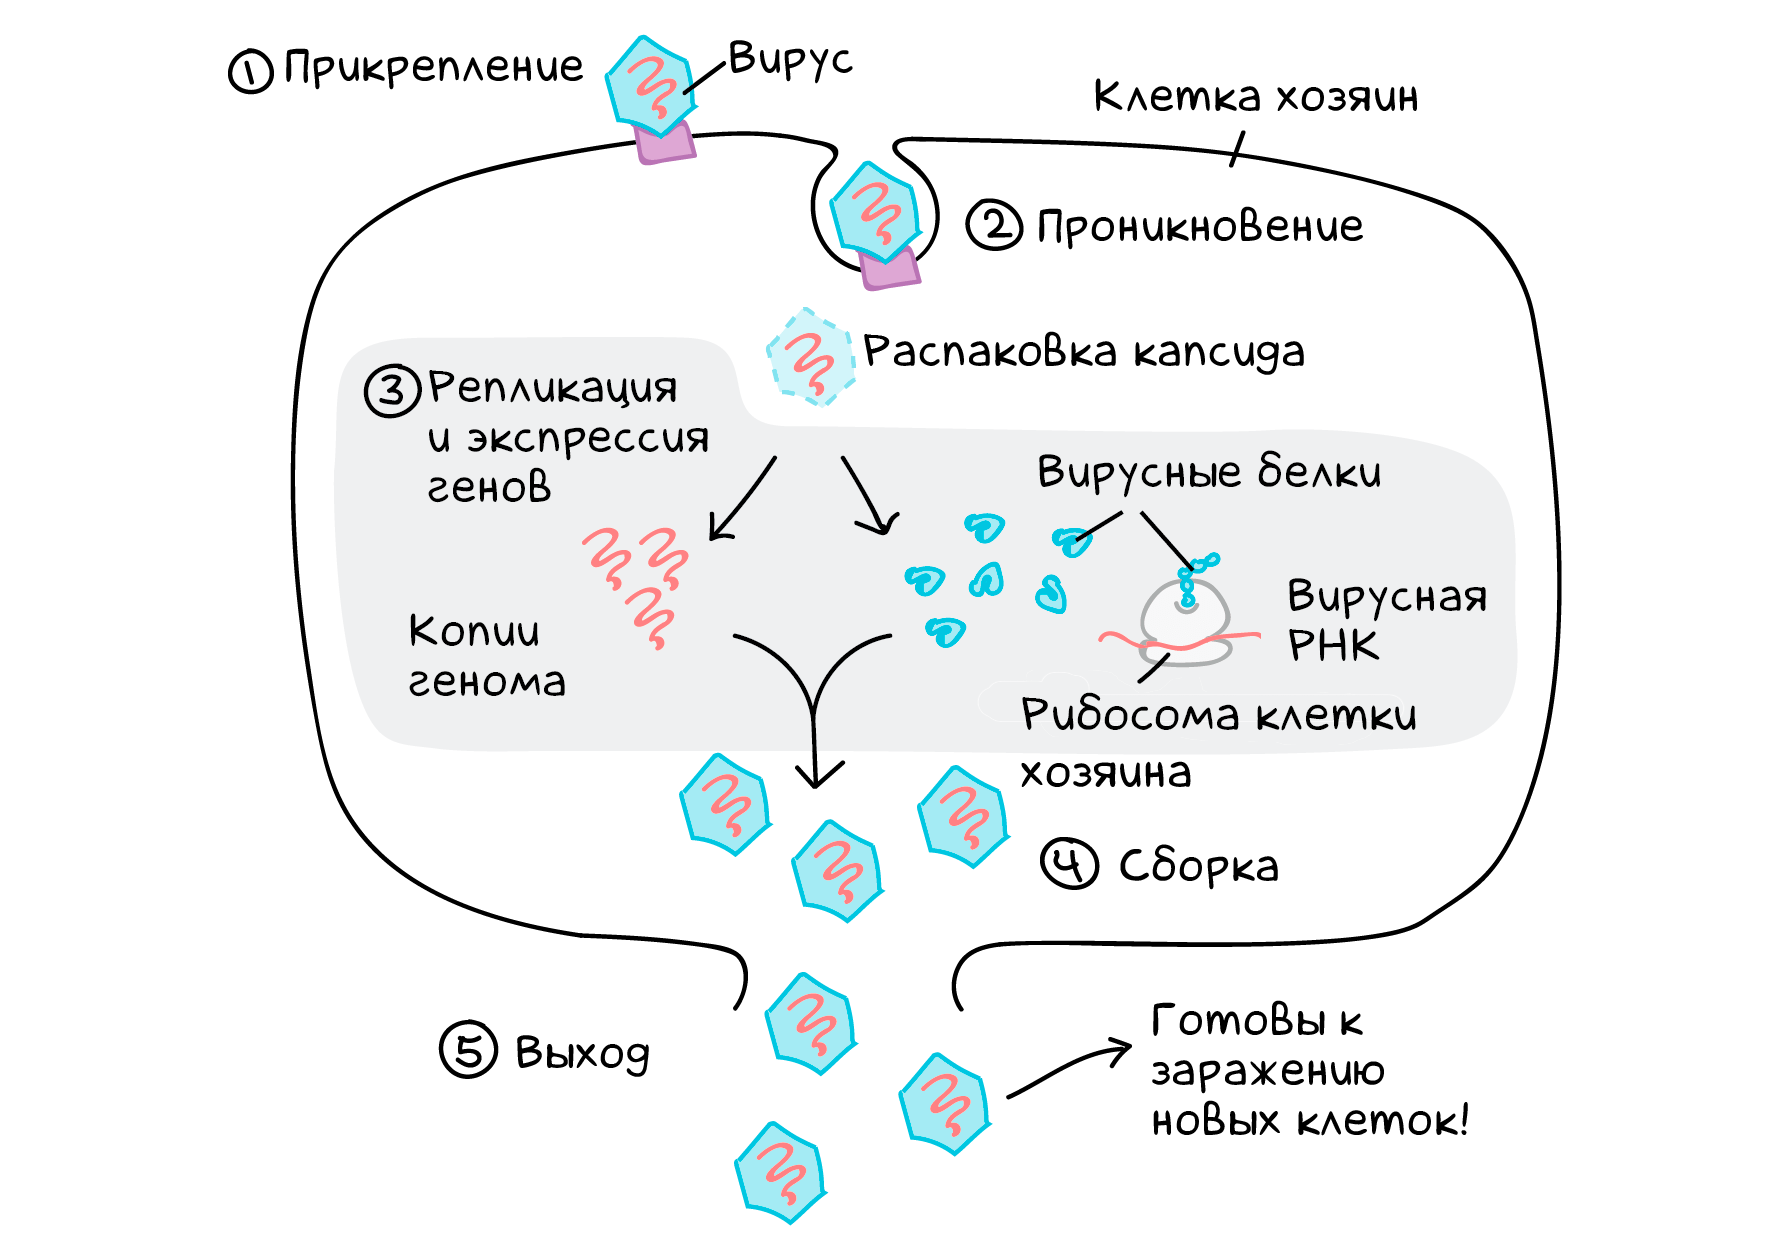 ① Прикрепление
Вирус
Клетка хозяин
② Проникновение
Распаковка капсида
③ Репликация
и экспрессия
генов
Вирусные белки
Вирусная
РНК
Копии
генома
Рибосома клетки
хозяина
④ Сборка
⑤ Выход
Готовы к
заражению
новых клеток!